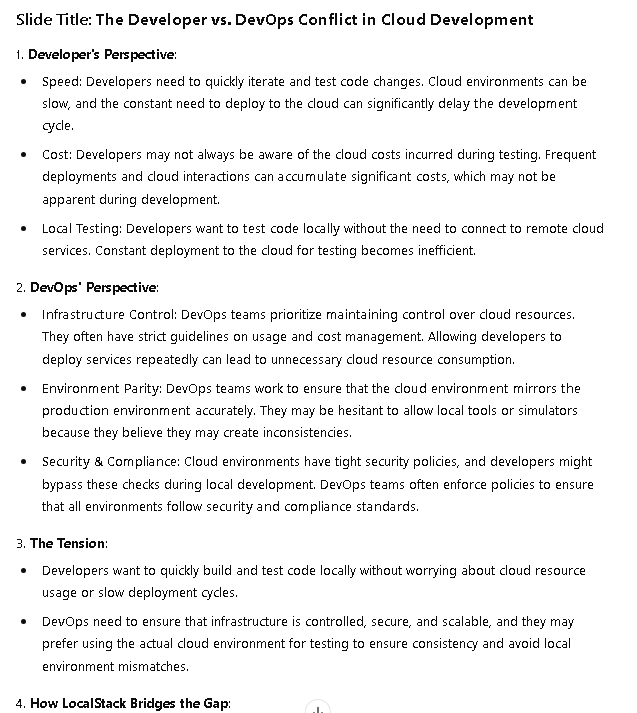 Slide Title: The Developer vs. DevOps Conflict in Cloud Development
1. Developer's Perspective:
• Speed: Developers need to quickly iterate and test code changes. Cloud environments can be
slow, and the constant need to deploy to the cloud can significantly delay the development
cycle.
• Cost: Developers may not always be aware of the cloud costs incurred during testing. Frequent
deployments and cloud interactions can accumulate significant costs, which may not be
apparent during development.
• Local Testing: Developers want to test code locally without the need to connect to remote cloud
services. Constant deployment to the cloud for testing becomes inefficient.
2. DevOps' Perspective:
• Infrastructure Control: DevOps teams prioritize maintaining control over cloud resources.
They often have strict guidelines on usage and cost management. Allowing developers to
deploy services repeatedly can lead to unnecessary cloud resource consumption.
• Environment Parity: DevOps teams work to ensure that the cloud environment mirrors the
production environment accurately. They may be hesitant to allow local tools or simulators
because they believe they may create inconsistencies.
• Security & Compliance: Cloud environments have tight security policies, and developers might
bypass these checks during local development. DevOps teams often enforce policies to ensure
that all environments follow security and compliance standards.
3. The Tension:
• Developers want to quickly build and test code locally without worrying about cloud resource
usage or slow deployment cycles.
• DevOps need to ensure that infrastructure is controlled, secure, and scalable, and they may
prefer using the actual cloud environment for testing to ensure consistency and avoid local
environment mismatches.
4. How LocalStack Bridges the Gap: